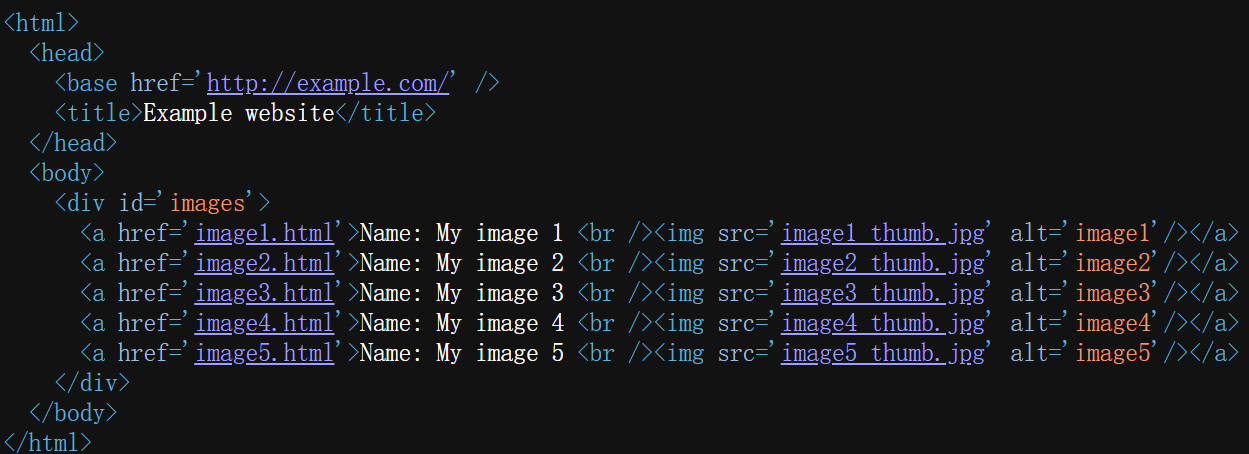 <html>
  <head>
    <base href='http://example.com/' />
    <title>Example website</title>
  </head>
  <body>
    <div id='images'>
      <a href='image1.html'>Name: My image 1 <br /><img src='image1_thumb.jpg' alt='image1'/></a>
      <a href='image2.html'>Name: My image 2 <br /><img src='image2_thumb.jpg' alt='image2'/></a>
      <a href='image3.html'>Name: My image 3 <br /><img src='image3_thumb.jpg' alt='image3'/></a>
      <a href='image4.html'>Name: My image 4 <br /><img src='image4_thumb.jpg' alt='image4'/></a>
      <a href='image5.html'>Name: My image 5 <br /><img src='image5_thumb.jpg' alt='image5'/></a>
    </div>
  </body>
</html>